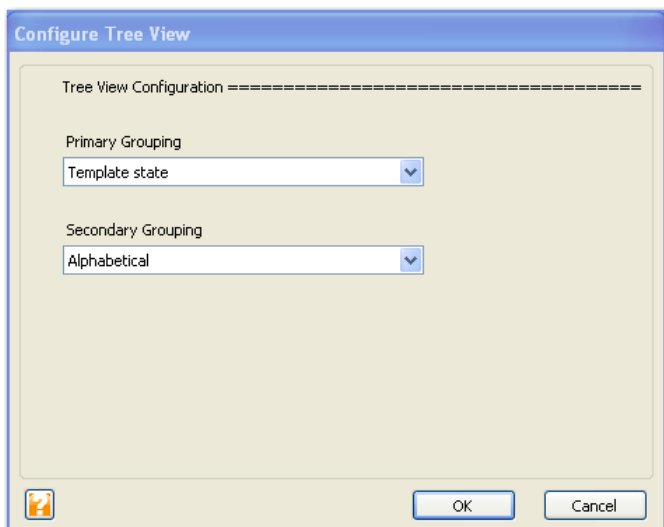 Configure Tree View
Tree View Configuration =====================================
Primary Grouping
Template state
Secondary Grouping
Alphabetical
OK
Cancel